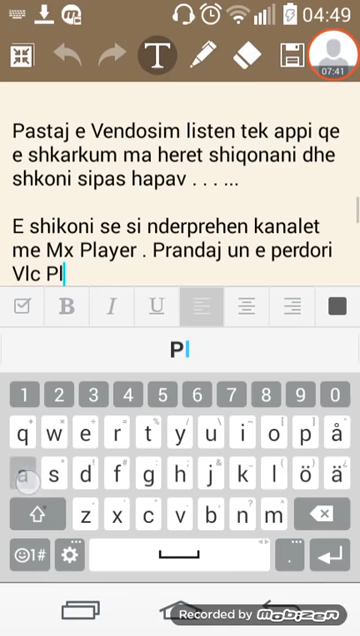 04:49
T
07:41
Pastaj e Vendosim listen tek appi qe
e shkarkum ma heret shiqonani dhe
shkoni sipas hapav . . . ...
E shikoni se si nderprehen kanalet
me Mx Player . Prandaj un e perdori
Vlc Pl
B I U
Pl
1 2 3 4 5 6 7 8 9 0
q w e r t y u i o p å
a s d f g h j k l ö ä
z x c v b n m
☺1#
.
Recorded by mobizen